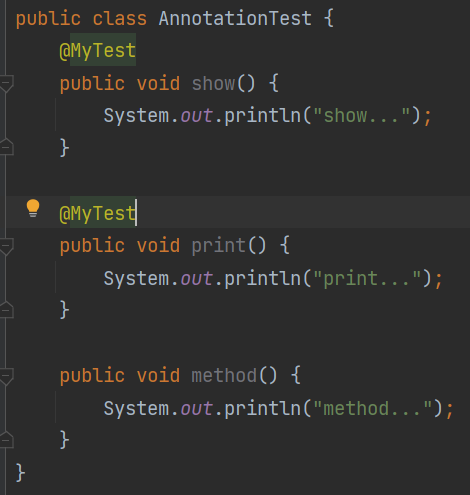 public class AnnotationTest {
    @MyTest
    public void show() {
        System.out.println("show...");
    }

    @MyTest
    public void print() {
        System.out.println("print...");
    }

    public void method() {
        System.out.println("method...");
    }
}